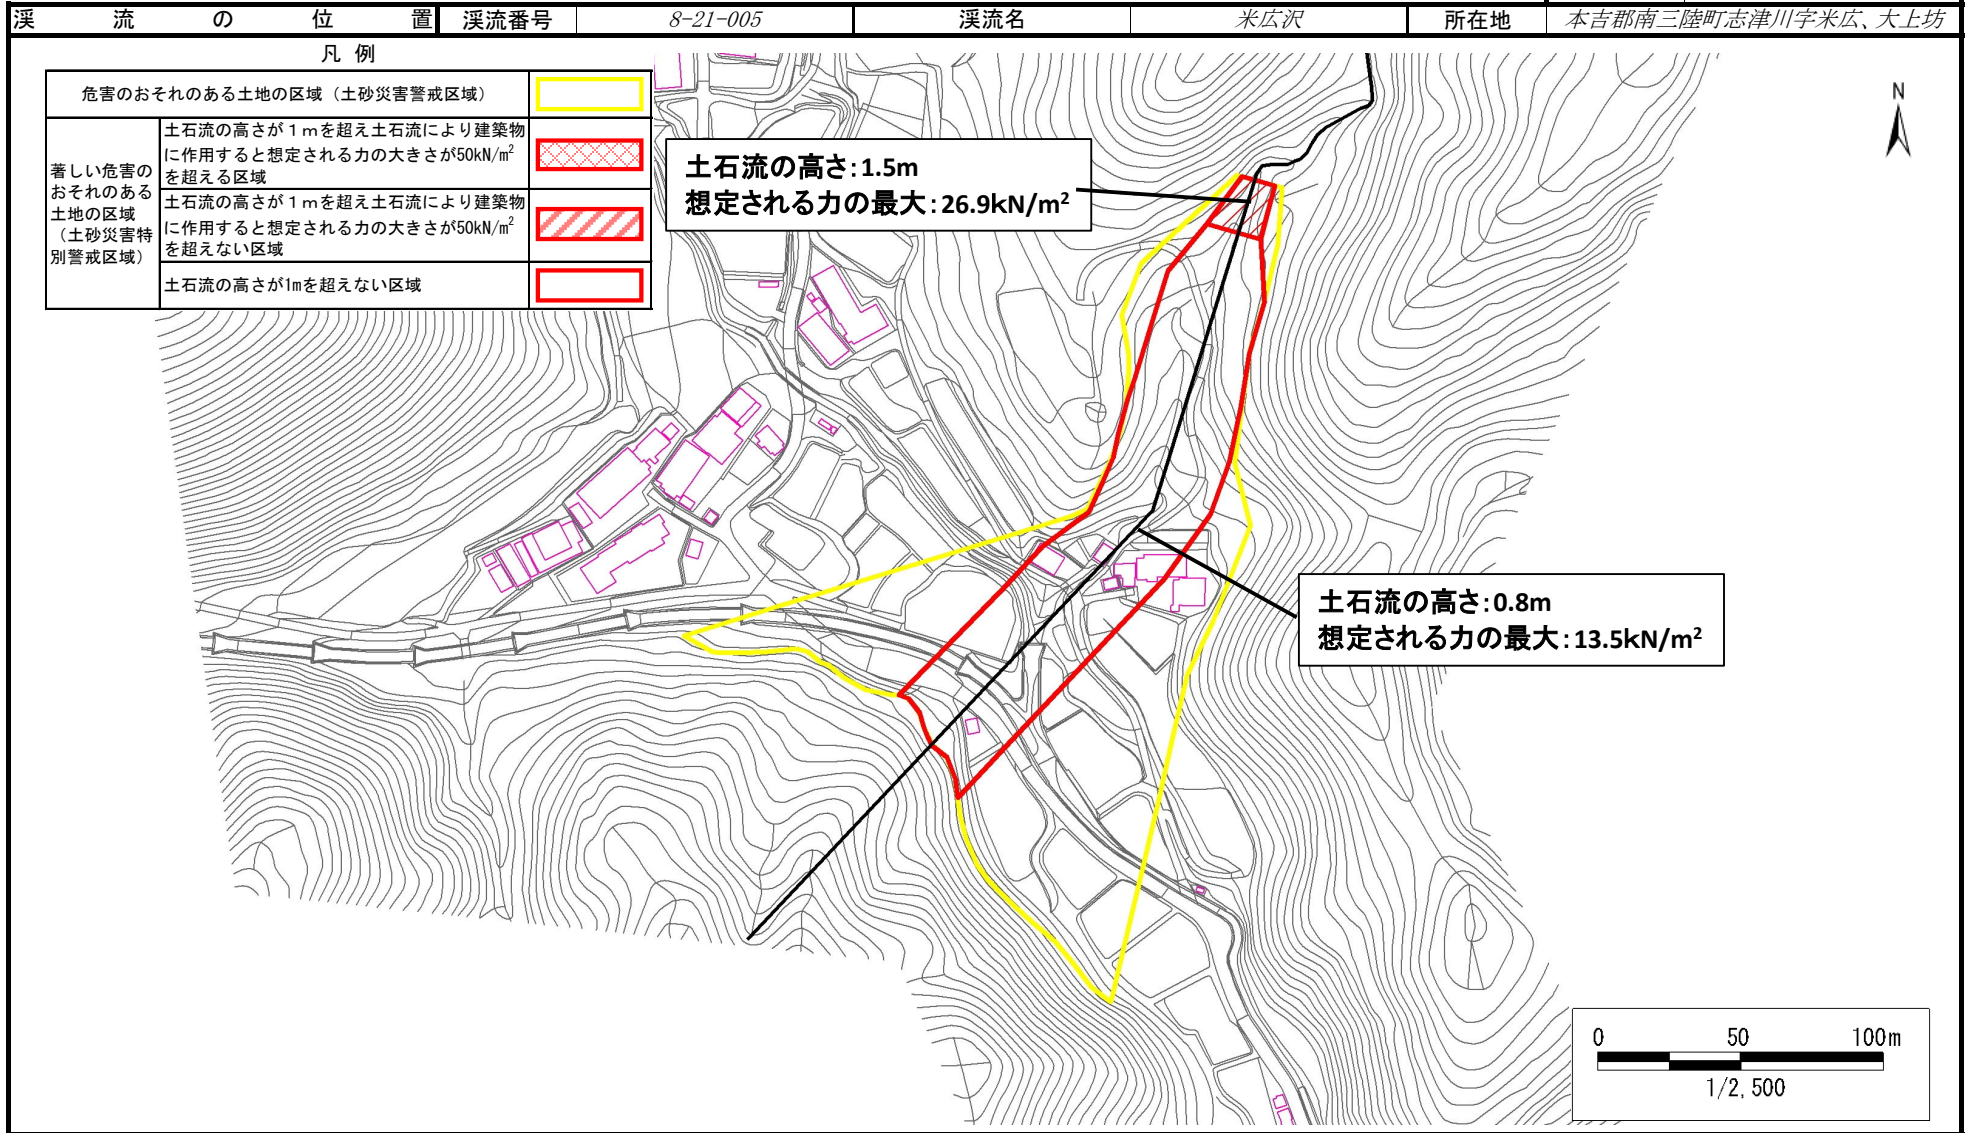 渓流の位置 渓流番号 8-21-005 渓流名 米広沢 所在地 本吉郡南三陸町志津川字米広、大上坊
凡例
危害のおそれのある土地の区域（土砂災害警戒区域）
著しい危害の
おそれのある
土地の区域
（土砂災害特
別警戒区域）
土石流の高さが１ｍを超え土石流により建築物
に作用すると想定される力の大きさが50kN/㎡
を超える区域
土石流の高さが１ｍを超え土石流により建築物
に作用すると想定される力の大きさが50kN/㎡
を超えない区域
土石流の高さが1mを超えない区域
土石流の高さ：1.5m
想定される力の最大：26.9kN/m²
N
土石流の高さ：0.8m
想定される力の最大：13.5kN/m²
0 50 100m
1/2,500